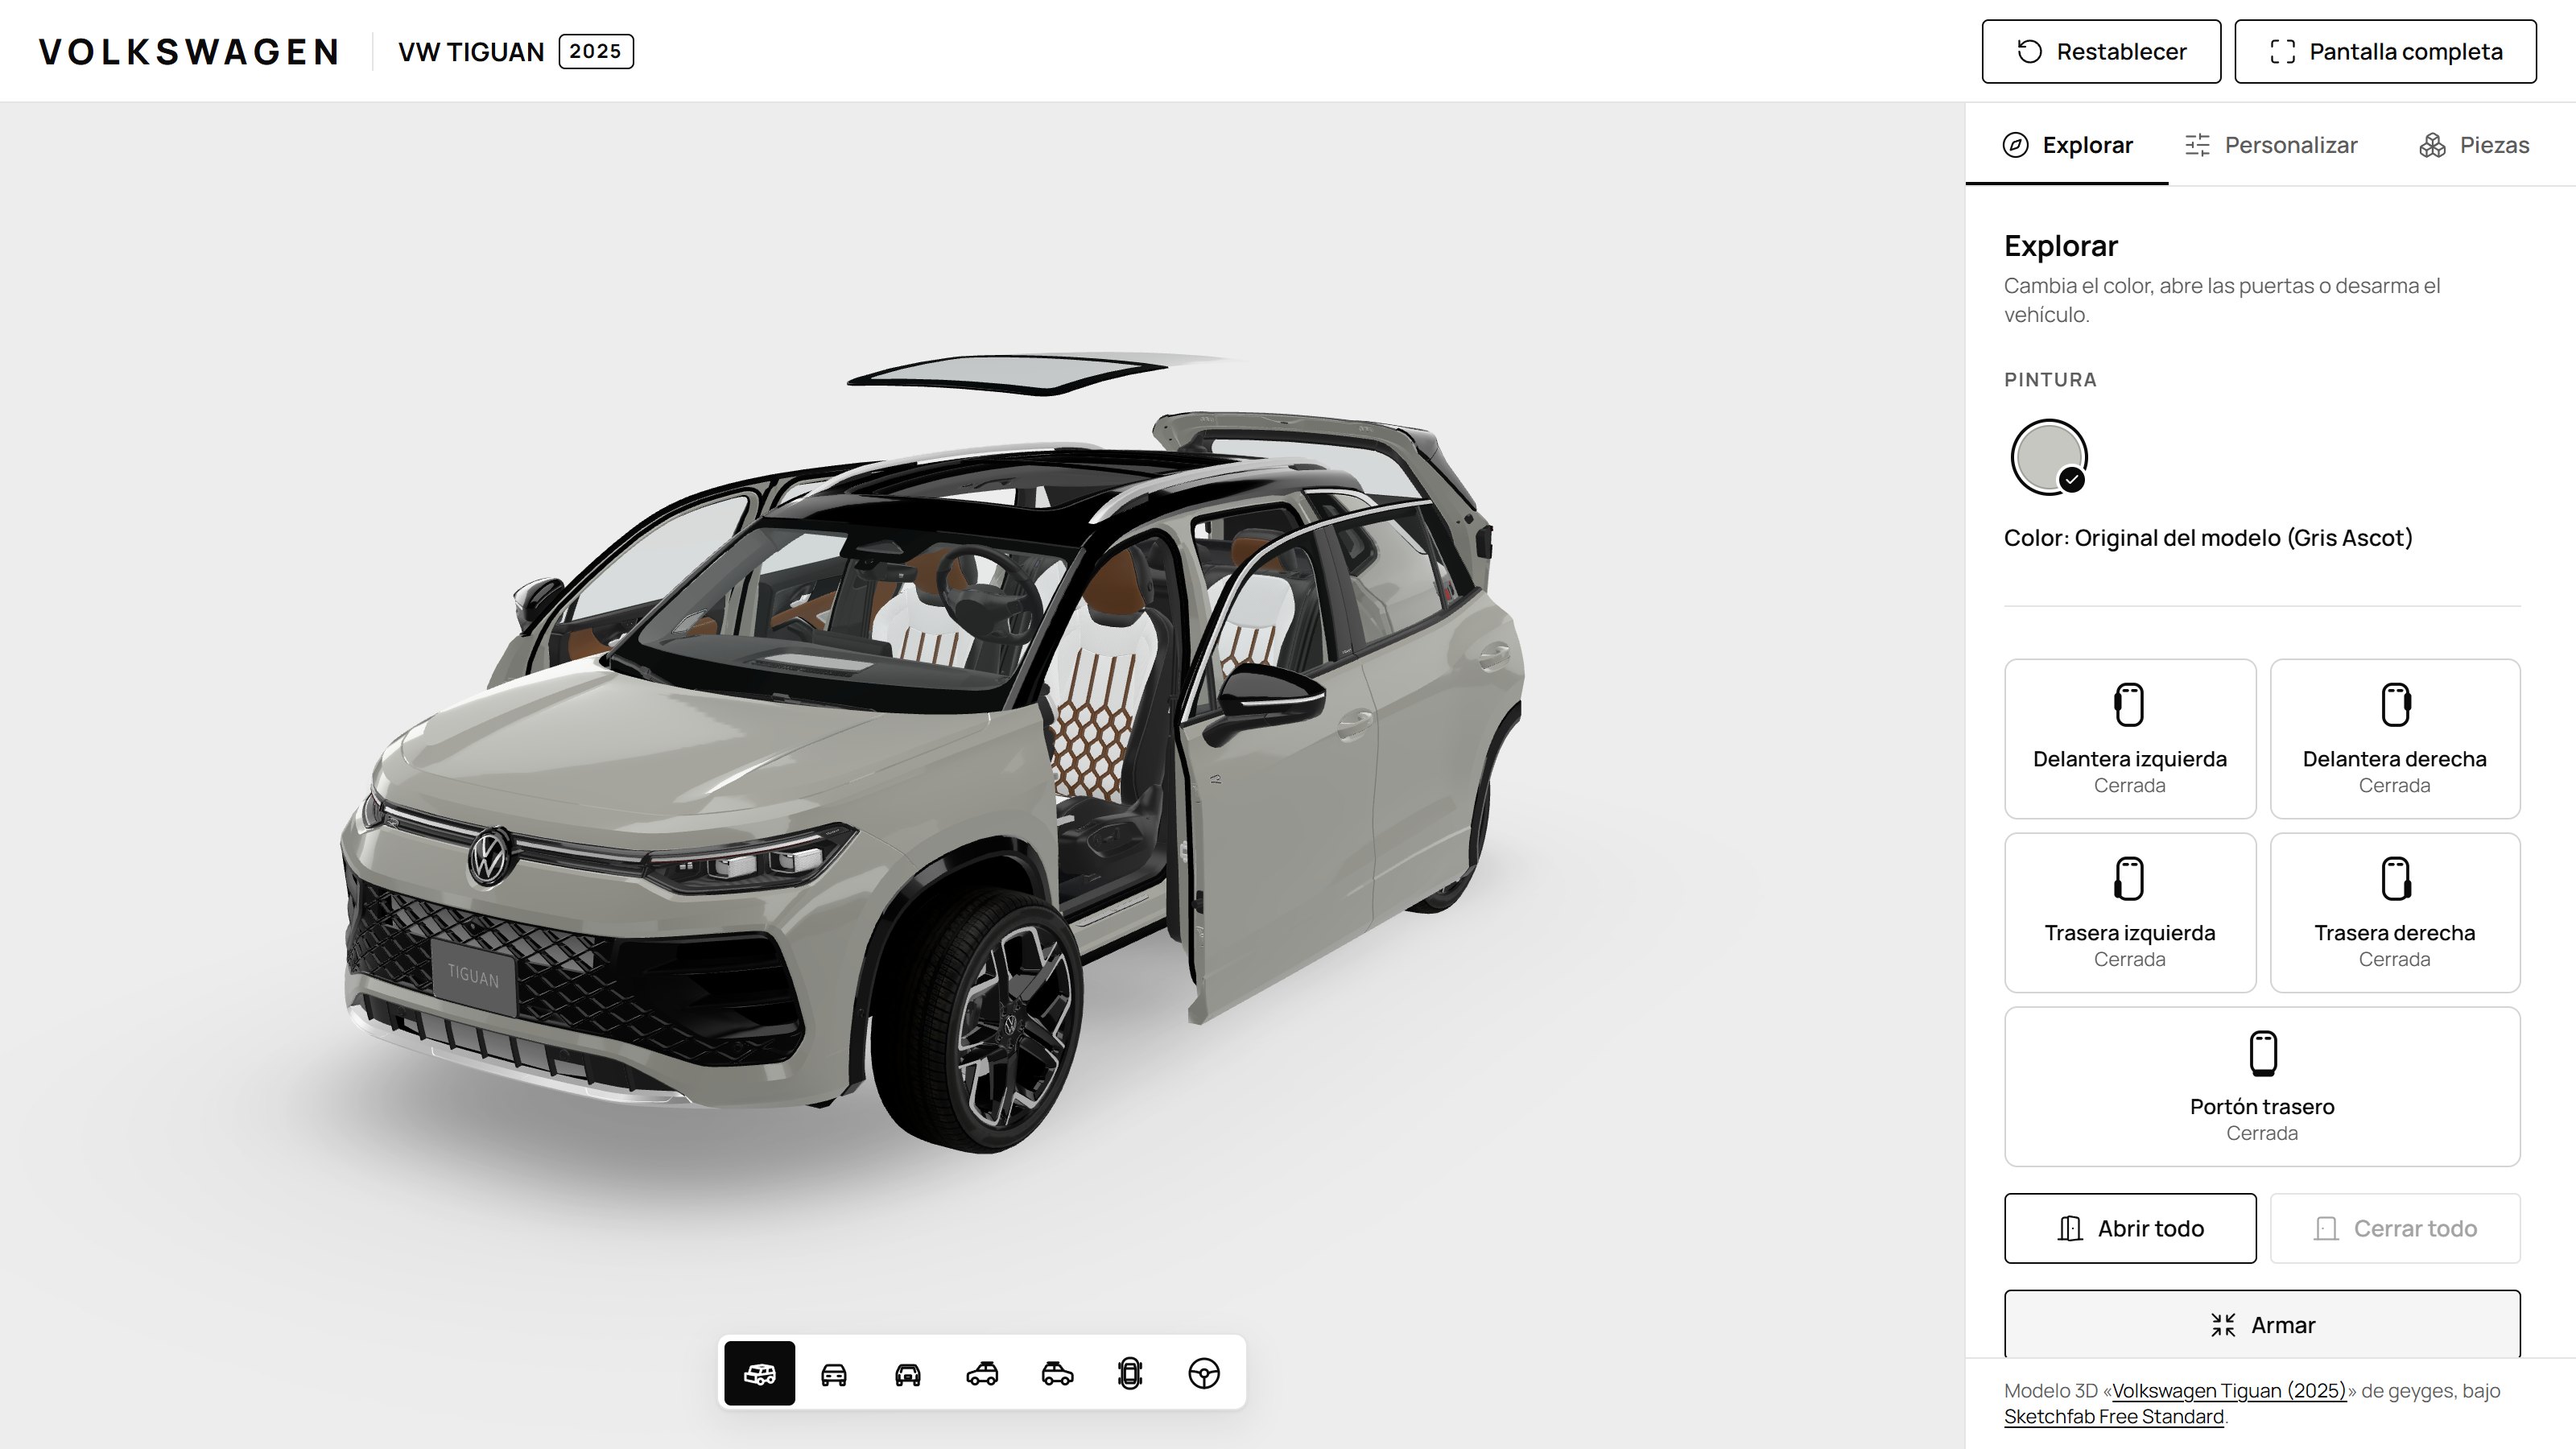 VOLKSWAGEN
VW TIGUAN 2025
Restablecer
Pantalla completa
Explorar
Personalizar
Piezas
Explorar
Cambia el color, abre las puertas o desarma el
vehículo.
PINTURA
Color: Original del modelo (Gris Ascot)
Delantera izquierda
Cerrada
Delantera derecha
Cerrada
Trasera izquierda
Cerrada
Trasera derecha
Cerrada
Portón trasero
Cerrada
Abrir todo
Cerrar todo
Armar
Modelo 3D «Volkswagen Tiguan (2025)» de geyges, bajo
Sketchfab Free Standard.
TIGUAN